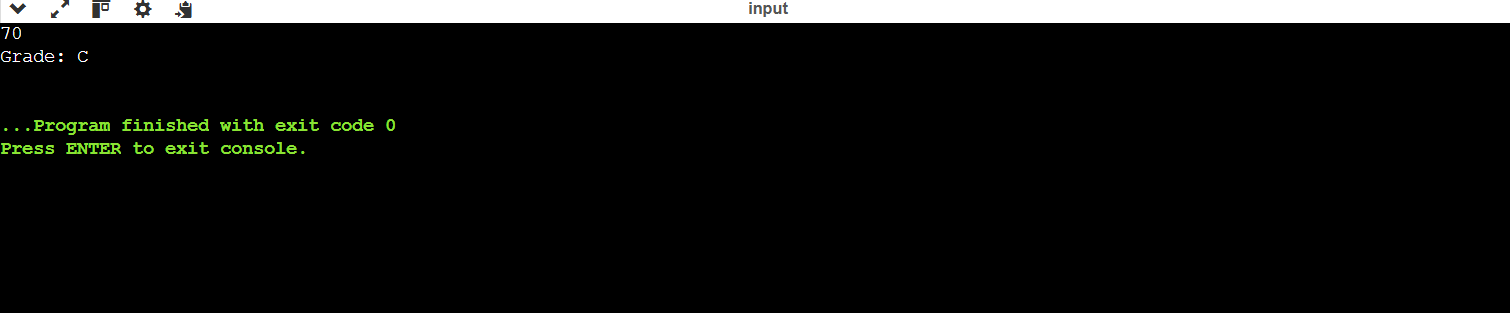 input
70
Grade: C
...Program finished with exit code 0
Press ENTER to exit console.